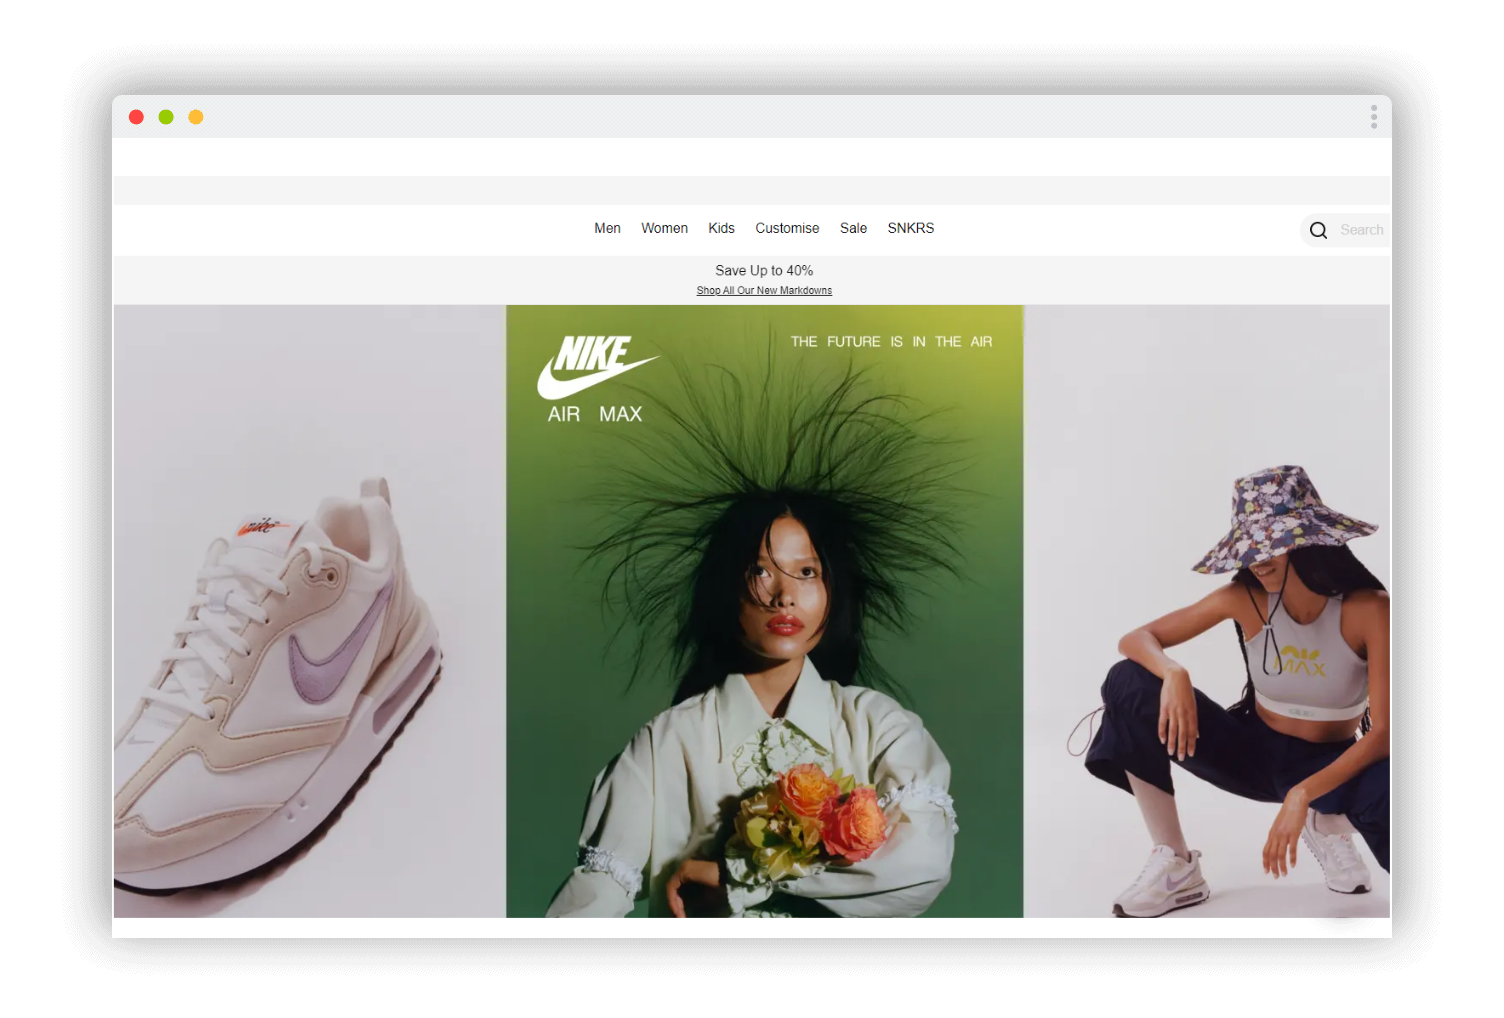 Men Women Kids Customise Sale SNKRS
Search
Save Up to 40%
Shop All Our New Markdowns
NIKE
AIR MAX
THE FUTURE IS IN THE AIR
nike
MAX